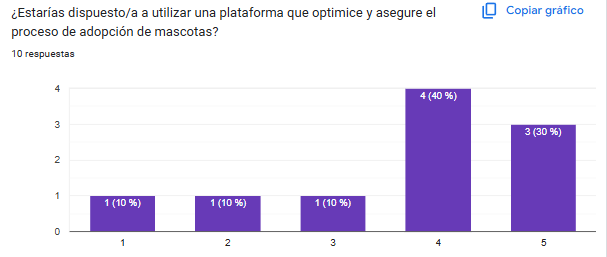 ¿Estarías dispuesto/a a utilizar una plataforma que optimice y asegure el
proceso de adopción de mascotas?
Copiar gráfico
10 respuestas
4
3
2
1
0
1 (10 %)
1 (10 %)
1 (10 %)
4 (40 %)
3 (30 %)
1
2
3
4
5